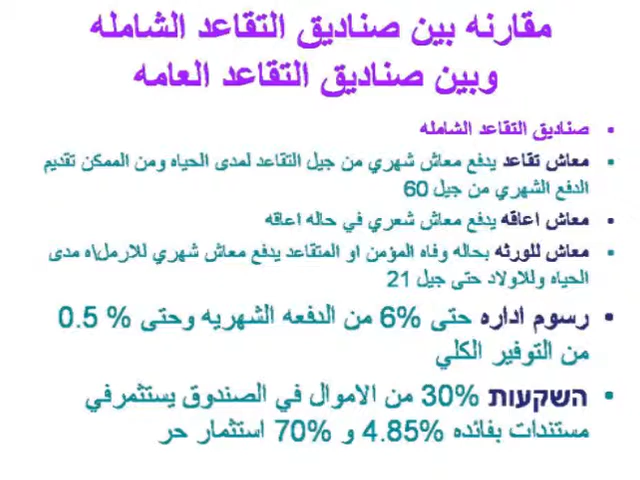 مقارنه بين صناديق التقاعد الشامله
وبين صناديق التقاعد العامه
• صناديق التقاعد الشامله
• معاش تقاعد يدفع معاش شهري من جيل التقاعد لمدى الحياه ومن الممكن تقديم
الدفع الشهري من جيل 60
• معاش اعاقه يدفع معاش شعري في حاله اعاقه
• معاش للورثه بحاله وفاه المؤمن او المتقاعد يدفع معاش شهري للارمل\اه مدى
الحياه وللاولاد حتى جيل 21
• رسوم اداره حتى 6% من الدفعه الشهريه وحتى % 0.5
من التوفير الكلي
• השקעות 30% من الاموال في الصندوق يستثمرفي
مستندات بفائده 4.85% و 70% استثمار حر